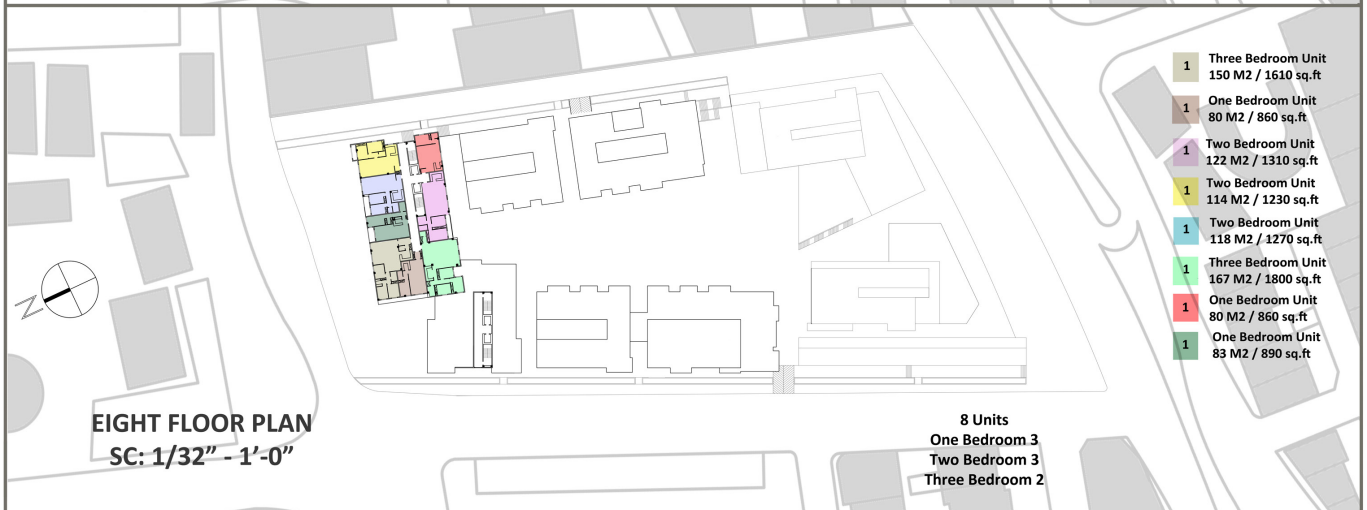 1 Three Bedroom Unit
150 M2 / 1610 sq.ft
1 One Bedroom Unit
80 M2 / 860 sq.ft
1 Two Bedroom Unit
122 M2 / 1310 sq.ft
1 Two Bedroom Unit
114 M2 / 1230 sq.ft
1 Two Bedroom Unit
118 M2 / 1270 sq.ft
1 Three Bedroom Unit
167 M2 / 1800 sq.ft
1 One Bedroom Unit
80 M2 / 860 sq.ft
1 One Bedroom Unit
83 M2 / 890 sq.ft
N
EIGHT FLOOR PLAN
SC: 1/32” - 1’-0”
8 Units
One Bedroom 3
Two Bedroom 3
Three Bedroom 2